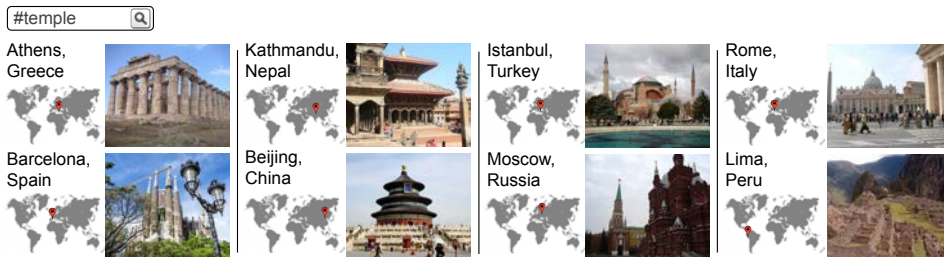 #temple
Athens,
Greece
Kathmandu,
Nepal
Istanbul,
Turkey
Rome,
Italy
Barcelona,
Spain
Beijing,
China
Moscow,
Russia
Lima,
Peru